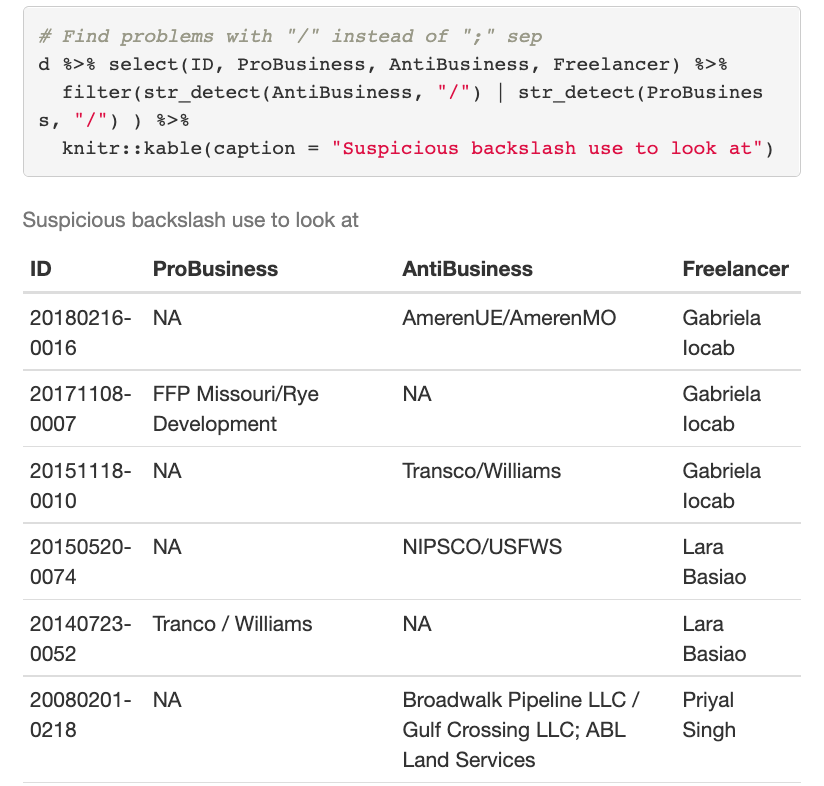 # Find problems with "/" instead of ";" sep
d %>% select(ID, ProBusiness, AntiBusiness, Freelancer) %>%
filter(str_detect(AntiBusiness, "/") | str_detect(ProBusines
s, "/") ) %>%
knitr::kable(caption = "Suspicious backslash use to look at")
Suspicious backslash use to look at
ID ProBusiness AntiBusiness Freelancer
20180216- NA AmerenUE/AmerenMO Gabriela
0016 Iocab
20171108- FFP Missouri/Rye NA Gabriela
0007 Development Iocab
20151118- NA Transco/Williams Gabriela
0010 Iocab
20150520- NA NIPSCO/USFWS Lara
0074 Basiao
20140723- Tranco / Williams NA Lara
0052 Basiao
20080201- NA Broadwalk Pipeline LLC / Priyal
0218 Gulf Crossing LLC; ABL Singh
Land Services